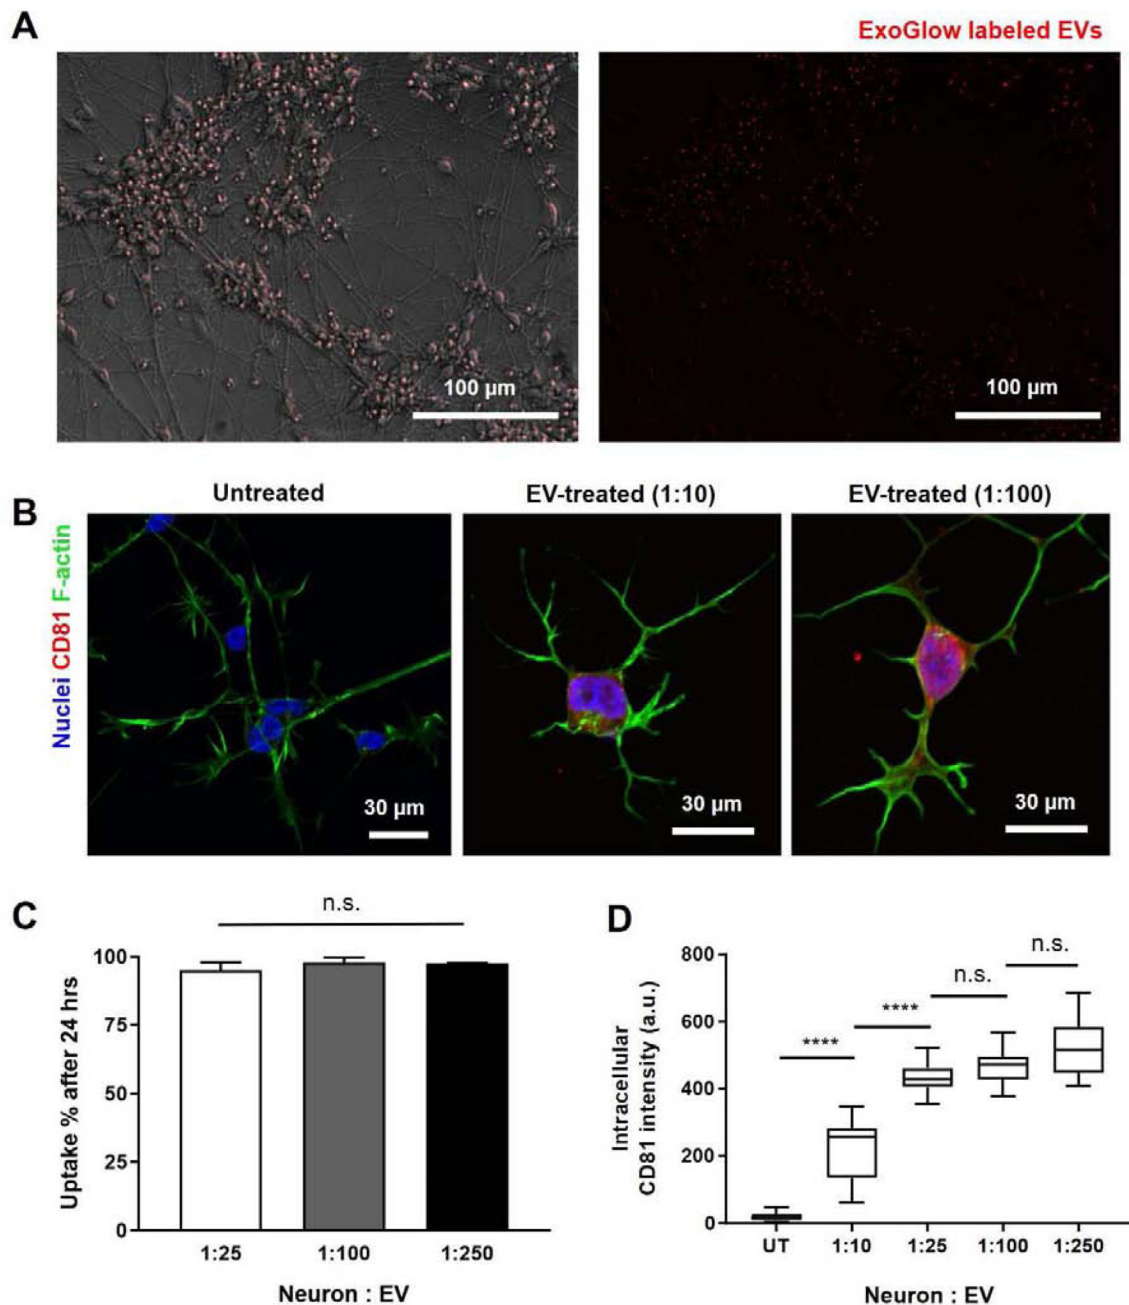 A
ExoGlow labeled EVs
100 µm
100 µm
B
Untreated
EV-treated (1:10)
EV-treated (1:100)
Nuclei CD81 F-actin
30 µm
30 µm
30 µm
C
n.s.
Uptake % after 24 hrs
100
75
50
25
0
1:25
1:100
1:250
Neuron : EV
D
n.s.
n.s.
****
****
Intracellular
CD81 intensity (a.u.)
800
600
400
200
0
UT
1:10
1:25
1:100
1:250
Neuron : EV